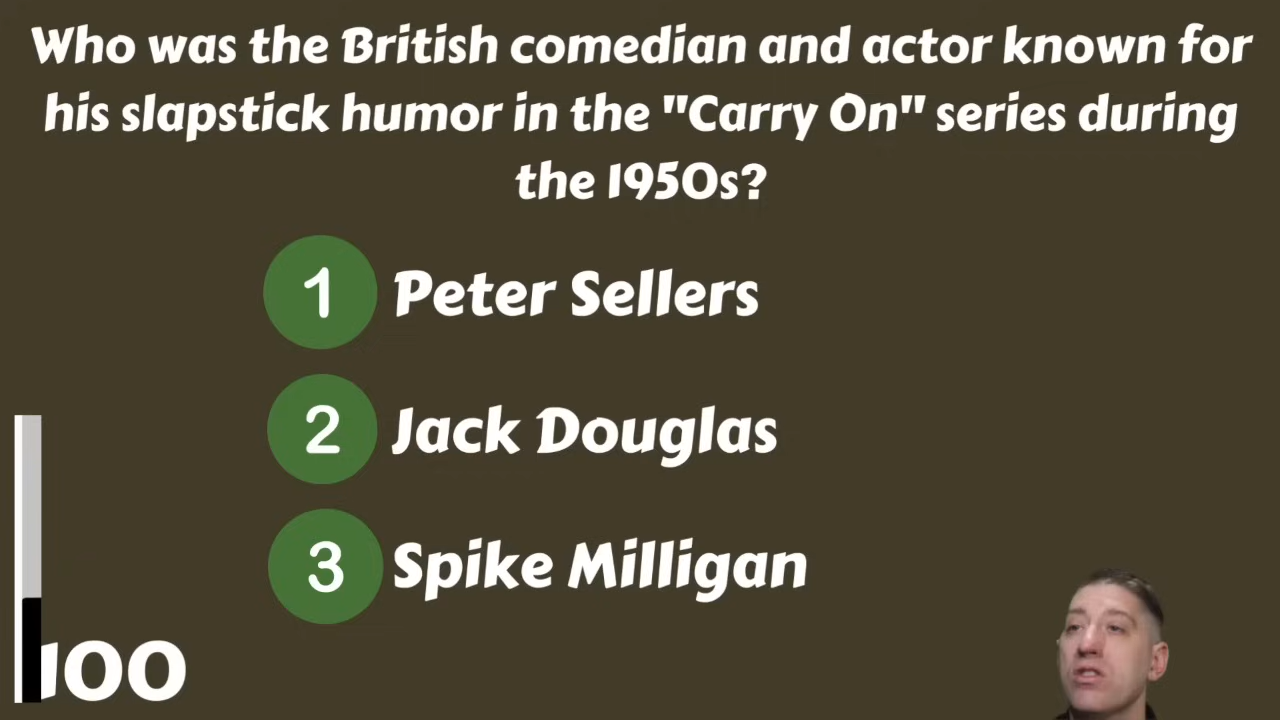 Who was the British comedian and actor known for
his slapstick humor in the "Carry On" series during
the 1950s?
1 Peter Sellers
2 Jack Douglas
3 Spike Milligan
100